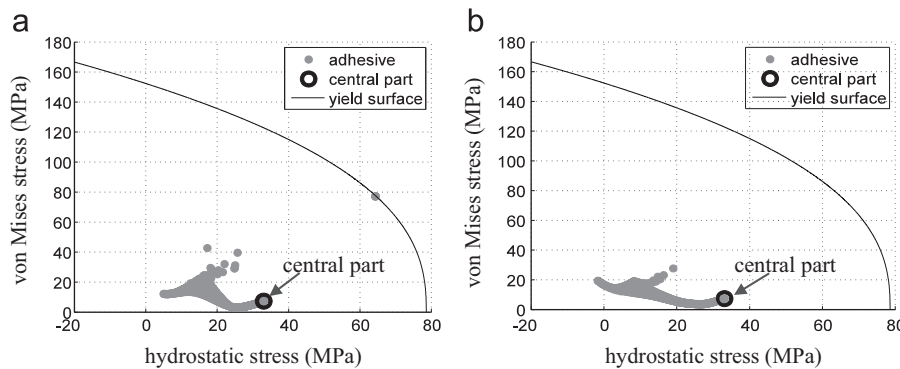 a
180
160
140
120
100
80
60
40
20
0
-20 0 20 40 60 80
von Mises stress (MPa)
hydrostatic stress (MPa)
adhesive
central part
yield surface
central part
b
180
160
140
120
100
80
60
40
20
0
-20 0 20 40 60 80
von Mises stress (MPa)
hydrostatic stress (MPa)
adhesive
central part
yield surface
central part